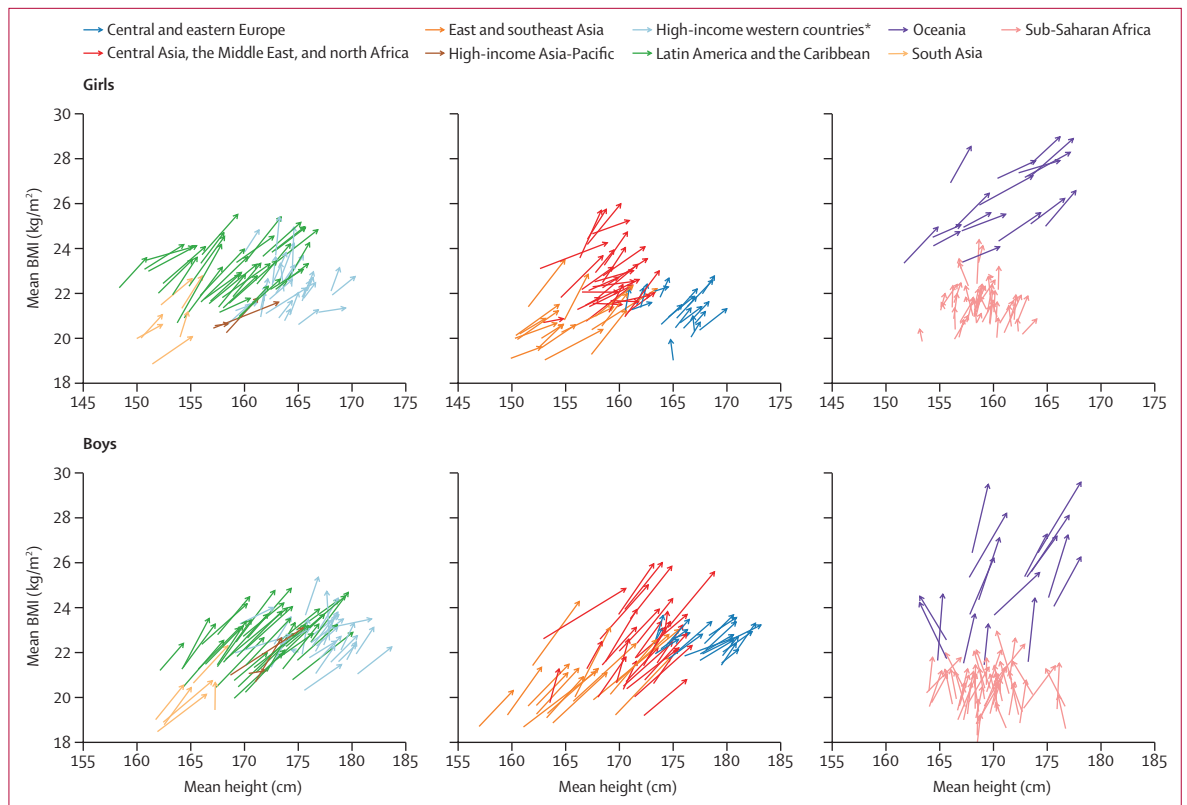 Central and eastern Europe East and southeast Asia High-income western countries* Oceania Sub-Saharan Africa
Central Asia, the Middle East, and north Africa High-income Asia-Pacific Latin America and the Caribbean South Asia
Girls
Mean BMI (kg/m²)
30
28
26
24
22
20
18
145 150 155 160 165 170 175
145 150 155 160 165 170 175
145 150 155 160 165 170 175
Boys
Mean BMI (kg/m²)
30
28
26
24
22
20
18
155 160 165 170 175 180 185
155 160 165 170 175 180 185
155 160 165 170 175 180 185
Mean height (cm) Mean height (cm) Mean height (cm)